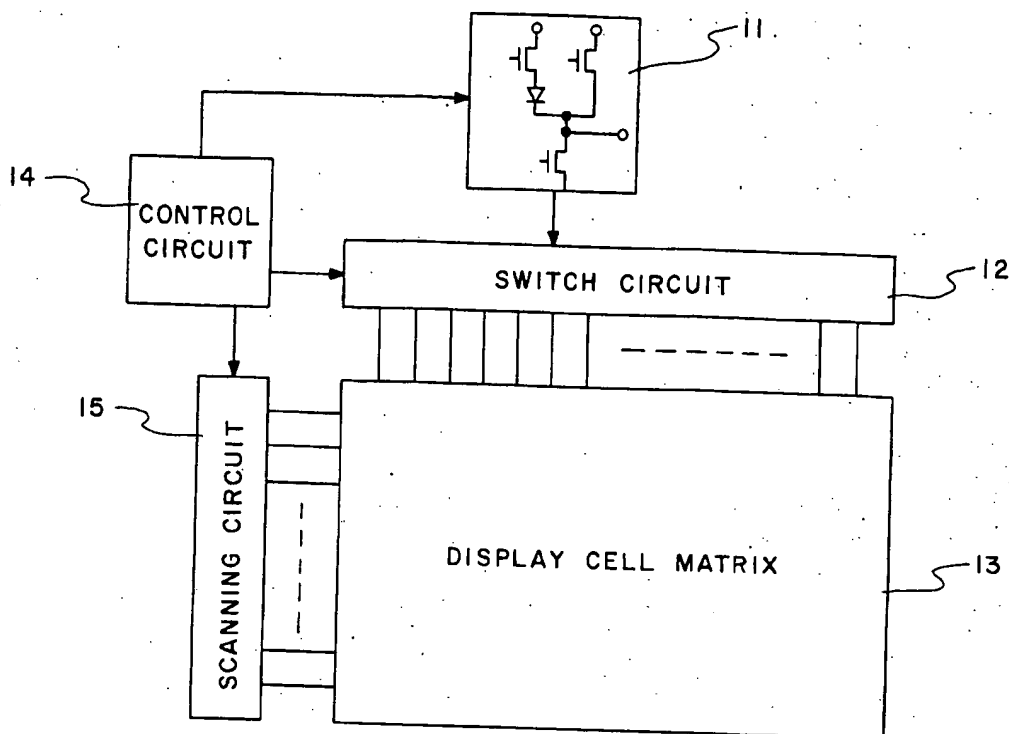 11
14
CONTROL
CIRCUIT
SWITCH CIRCUIT
12
15
SCANNING CIRCUIT
DISPLAY CELL MATRIX
13